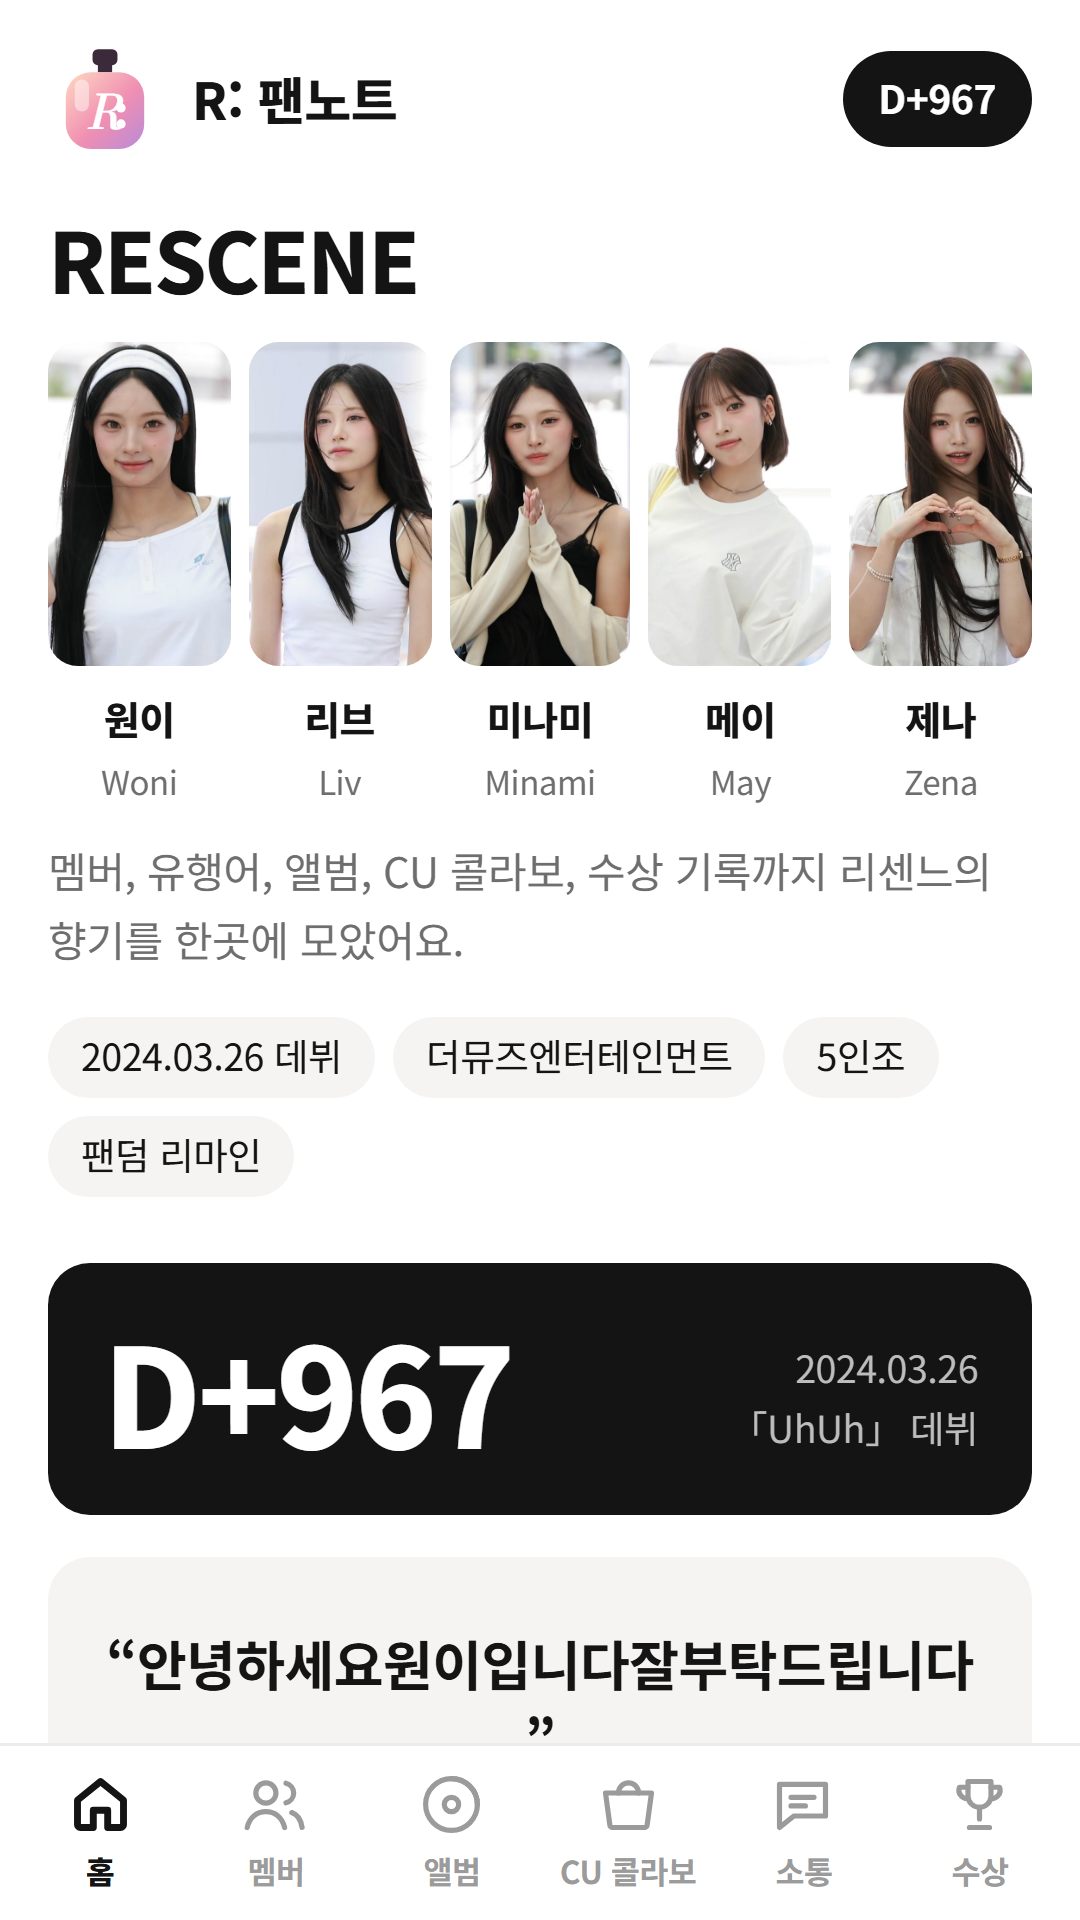 R: 팬노트
D+967
RESCENE
원이
리브
미나미
메이
제나
Woni
Liv
Minami
May
Zena
멤버, 유행어, 앨범, CU 콜라보, 수상 기록까지 리센느의
향기를 한곳에 모았어요.
2024.03.26 데뷔
더뮤즈엔터테인먼트
5인조
팬덤 리마인
D+967
2024.03.26
「UhUh」 데뷔
“안녕하세요원이입니다잘부탁드립니다
”
홈
멤버
앨범
CU 콜라보
소통
수상